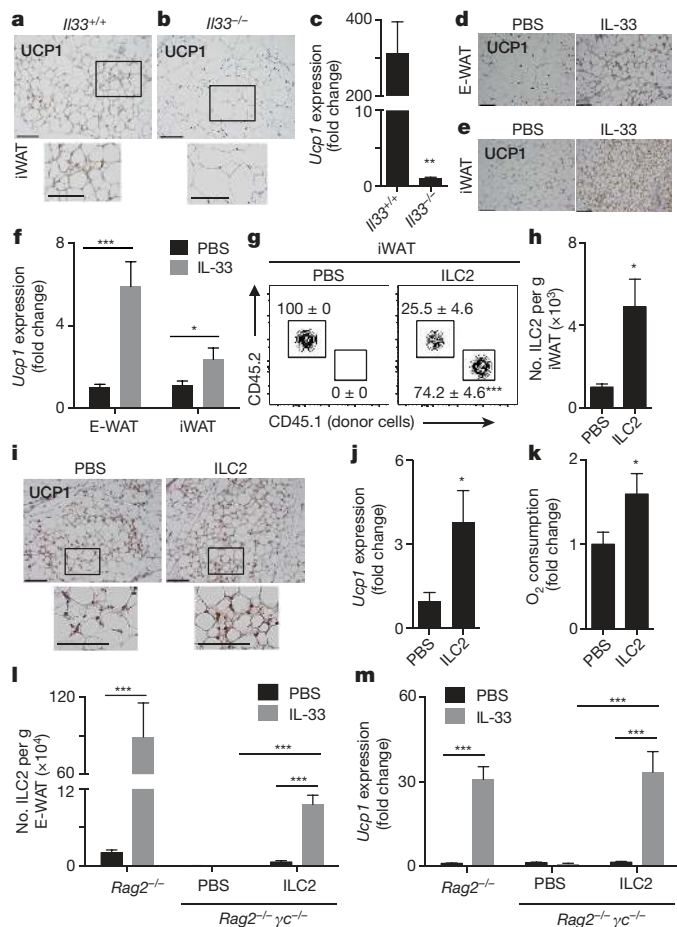 a
Il33+/+
UCP1
iWAT
b
Il33−/−
c
Ucp1 expression
(fold change)
400
300
200
10
0
**
Il33+/+
Il33−/−
d
PBS
IL-33
UCP1
E-WAT
e
PBS
IL-33
UCP1
iWAT
f
Ucp1 expression
(fold change)
8
4
0
***
*
PBS
IL-33
E-WAT
iWAT
g
iWAT
PBS
ILC2
100 ± 0
25.5 ± 4.6
0 ± 0
74.2 ± 4.6***
CD45.2
CD45.1 (donor cells)
h
No. ILC2 per g
iWAT (×10³)
8
4
0
*
PBS
ILC2
i
PBS
ILC2
UCP1
j
Ucp1 expression
(fold change)
6
3
0
*
PBS
ILC2
k
O2 consumption
(fold change)
2
1
0
*
PBS
ILC2
l
No. ILC2 per g
E-WAT (×10⁴)
120
60
12
0
PBS
IL-33
***
***
***
Rag2−/−
PBS
ILC2
Rag2−/− γc−/−
m
Ucp1 expression
(fold change)
60
30
0
PBS
IL-33
***
***
***
Rag2−/−
PBS
ILC2
Rag2−/− γc−/−